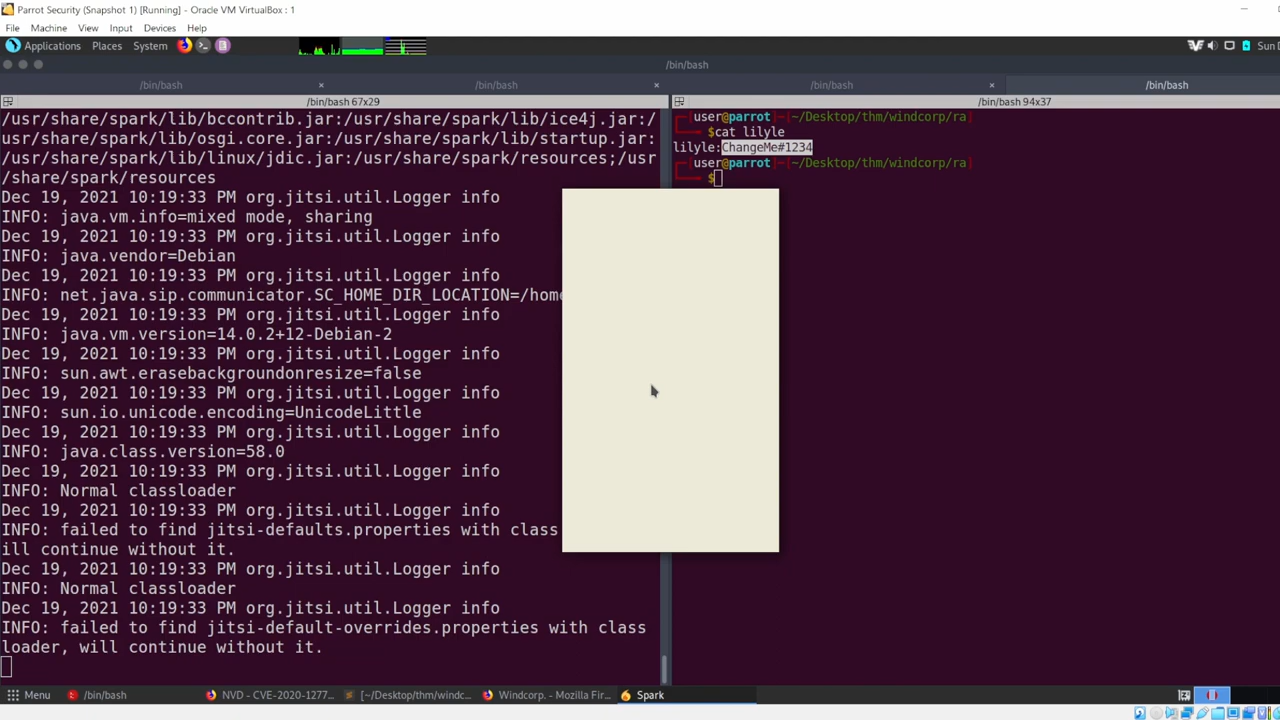 Parrot Security (Snapshot 1) [Running] - Oracle VM VirtualBox : 1
File Machine View Input Devices Help
Applications Places System Sun D
/bin/bash
/bin/bash × /bin/bash × /bin/bash × /bin/bash
/bin/bash 67x29
/usr/share/spark/lib/bccontrib.jar:/usr/share/spark/lib/ice4j.jar:/
usr/share/spark/lib/osgi.core.jar:/usr/share/spark/lib/startup.jar:
/usr/share/spark/lib/linux/jdic.jar:/usr/share/spark/resources;/usr
/share/spark/resources
Dec 19, 2021 10:19:33 PM org.jitsi.util.Logger info
INFO: java.vm.info=mixed mode, sharing
Dec 19, 2021 10:19:33 PM org.jitsi.util.Logger info
INFO: java.vendor=Debian
Dec 19, 2021 10:19:33 PM org.jitsi.util.Logger info
INFO: net.java.sip.communicator.SC_HOME_DIR_LOCATION=/home
Dec 19, 2021 10:19:33 PM org.jitsi.util.Logger info
INFO: java.vm.version=14.0.2+12-Debian-2
Dec 19, 2021 10:19:33 PM org.jitsi.util.Logger info
INFO: sun.awt.erasebackgroundonresize=false
Dec 19, 2021 10:19:33 PM org.jitsi.util.Logger info
INFO: sun.io.unicode.encoding=UnicodeLittle
Dec 19, 2021 10:19:33 PM org.jitsi.util.Logger info
INFO: java.class.version=58.0
Dec 19, 2021 10:19:33 PM org.jitsi.util.Logger info
INFO: Normal classloader
Dec 19, 2021 10:19:33 PM org.jitsi.util.Logger info
INFO: failed to find jitsi-defaults.properties with class
ill continue without it.
Dec 19, 2021 10:19:33 PM org.jitsi.util.Logger info
INFO: Normal classloader
Dec 19, 2021 10:19:33 PM org.jitsi.util.Logger info
INFO: failed to find jitsi-default-overrides.properties with class
loader, will continue without it.
/bin/bash 94x37
[user@parrot]-[~/Desktop/thm/windcorp/ra]
$cat lilyle
lilyle:ChangeMe#1234
[user@parrot]-[~/Desktop/thm/windcorp/ra]
$
Menu /bin/bash NVD - CVE-2020-1277... [~/Desktop/thm/windc... Windcorp. - Mozilla Fir... Spark